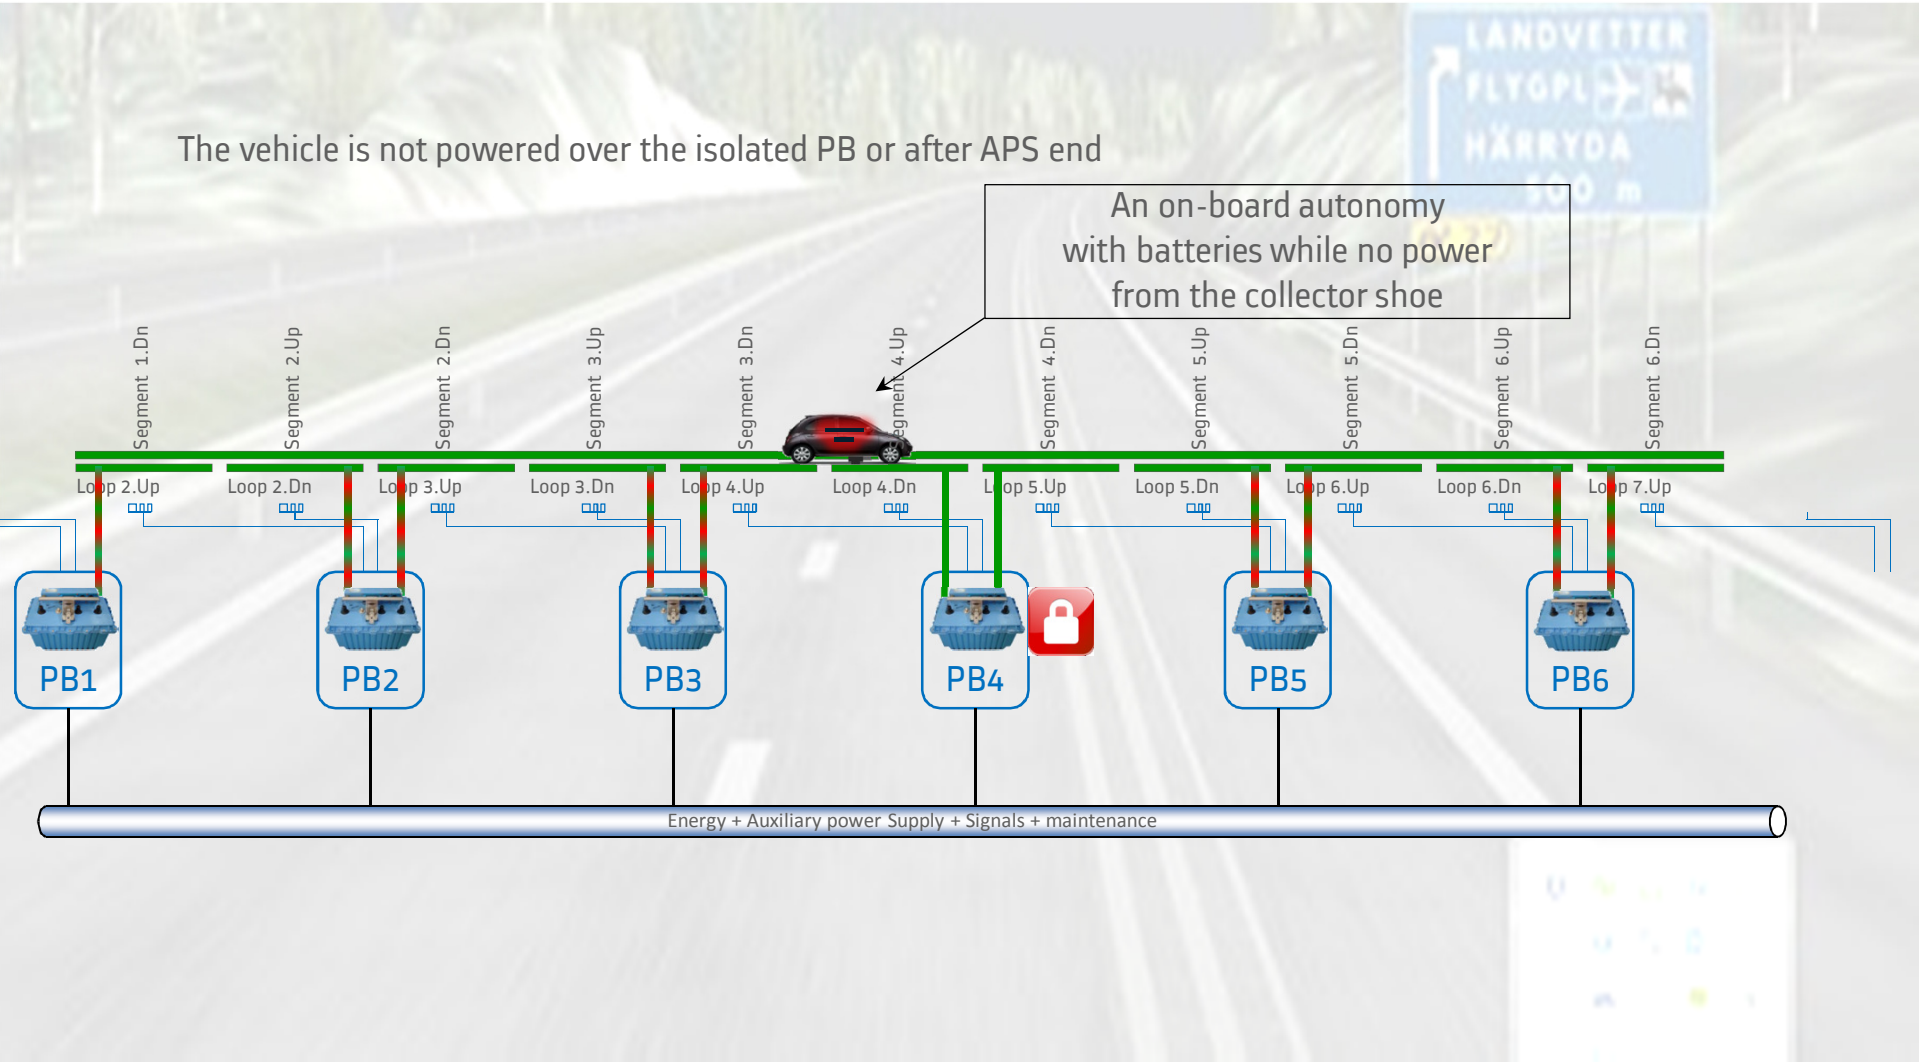 LANDVETTER
FLYGPL
HÄRRYDA
500 m
The vehicle is not powered over the isolated PB or after APS end
An on-board autonomy
with batteries while no power
from the collector shoe
Segment 1.Dn
Segment 2.Up
Segment 2.Dn
Segment 3.Up
Segment 3.Dn
Segment 4.Up
Segment 4.Dn
Segment 5.Up
Segment 5.Dn
Segment 6.Up
Segment 6.Dn
Loop 2.Up
Loop 2.Dn
Loop 3.Up
Loop 3.Dn
Loop 4.Up
Loop 4.Dn
Loop 5.Up
Loop 5.Dn
Loop 6.Up
Loop 6.Dn
Loop 7.Up
PB1
PB2
PB3
PB4
PB5
PB6
Energy + Auxiliary power Supply + Signals + maintenance